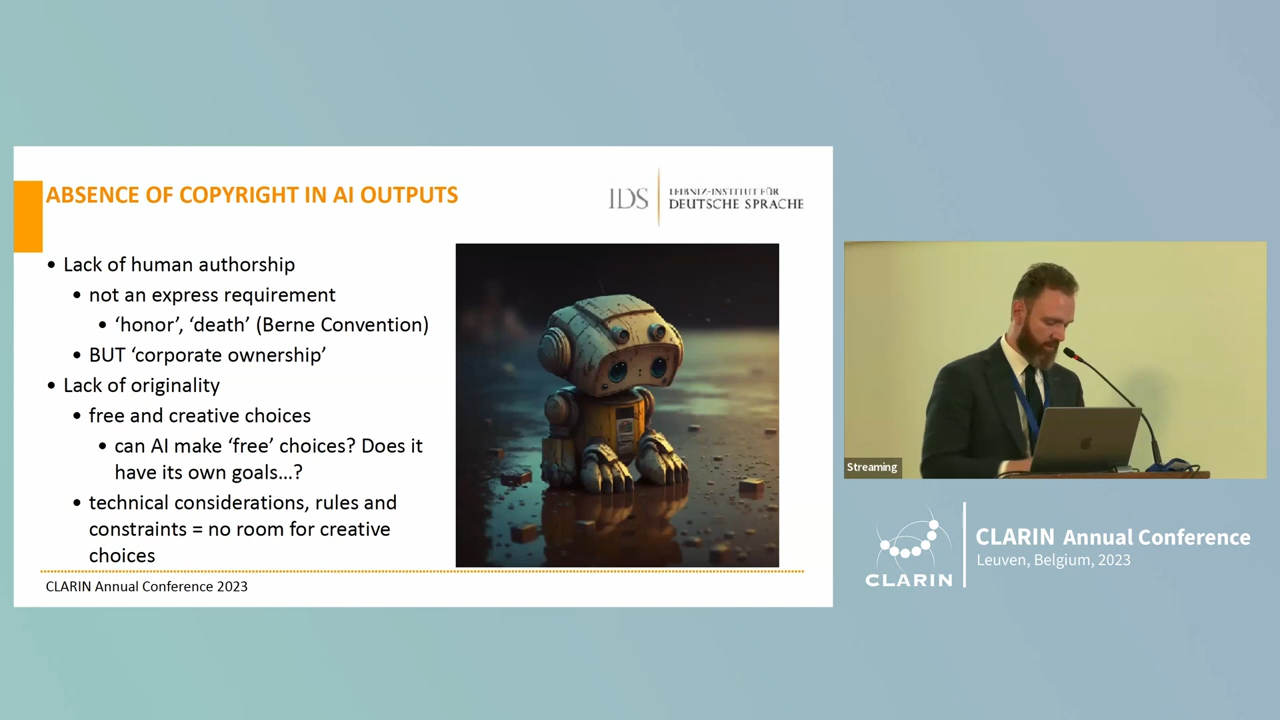 ABSENCE OF COPYRIGHT IN AI OUTPUTS
IDS
LEIBNIZ-INSTITUT FÜR
DEUTSCHE SPRACHE
• Lack of human authorship
• not an express requirement
• ‘honor’, ‘death’ (Berne Convention)
• BUT ‘corporate ownership’
• Lack of originality
• free and creative choices
• can AI make ‘free’ choices? Does it
have its own goals…?
• technical considerations, rules and
constraints = no room for creative
choices
CLARIN Annual Conference 2023
Streaming
CLARIN
CLARIN Annual Conference
Leuven, Belgium, 2023